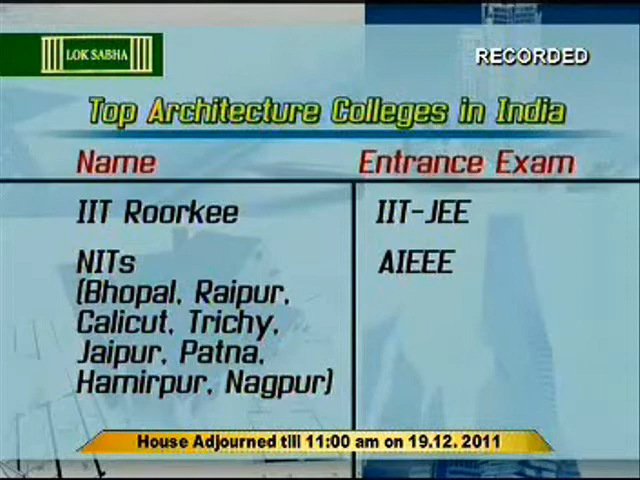 LOK SABHA
RECORDED
Top Architecture Colleges in India
Name
Entrance Exam
IIT Roorkee
IIT-JEE
NITs
AIEEE
(Bhopal, Raipur,
Calicut, Trichy,
Jaipur, Patna,
Hamirpur, Nagpur)
House Adjourned till 11:00 am on 19.12. 2011